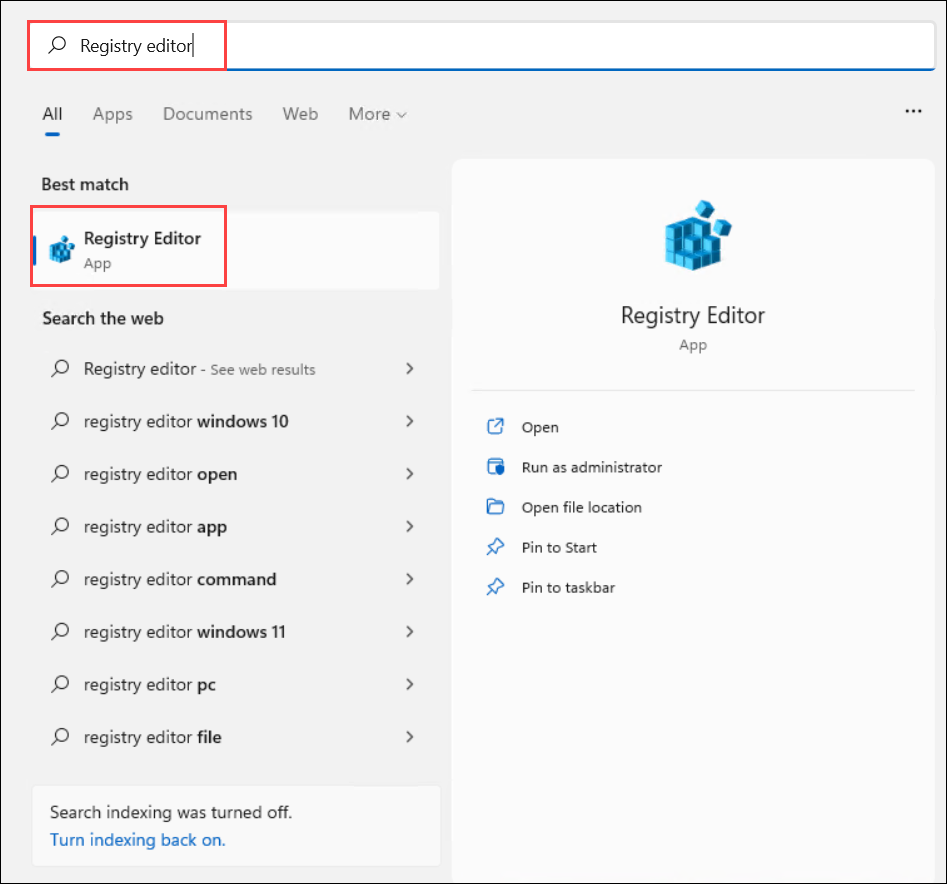 Registry editor
All Apps Documents Web More ...
Best match
Registry Editor
App
Search the web
Registry editor - See web results
registry editor windows 10
registry editor open
registry editor app
registry editor command
registry editor windows 11
registry editor pc
registry editor file
Search indexing was turned off.
Turn indexing back on.
Registry Editor
App
Open
Run as administrator
Open file location
Pin to Start
Pin to taskbar